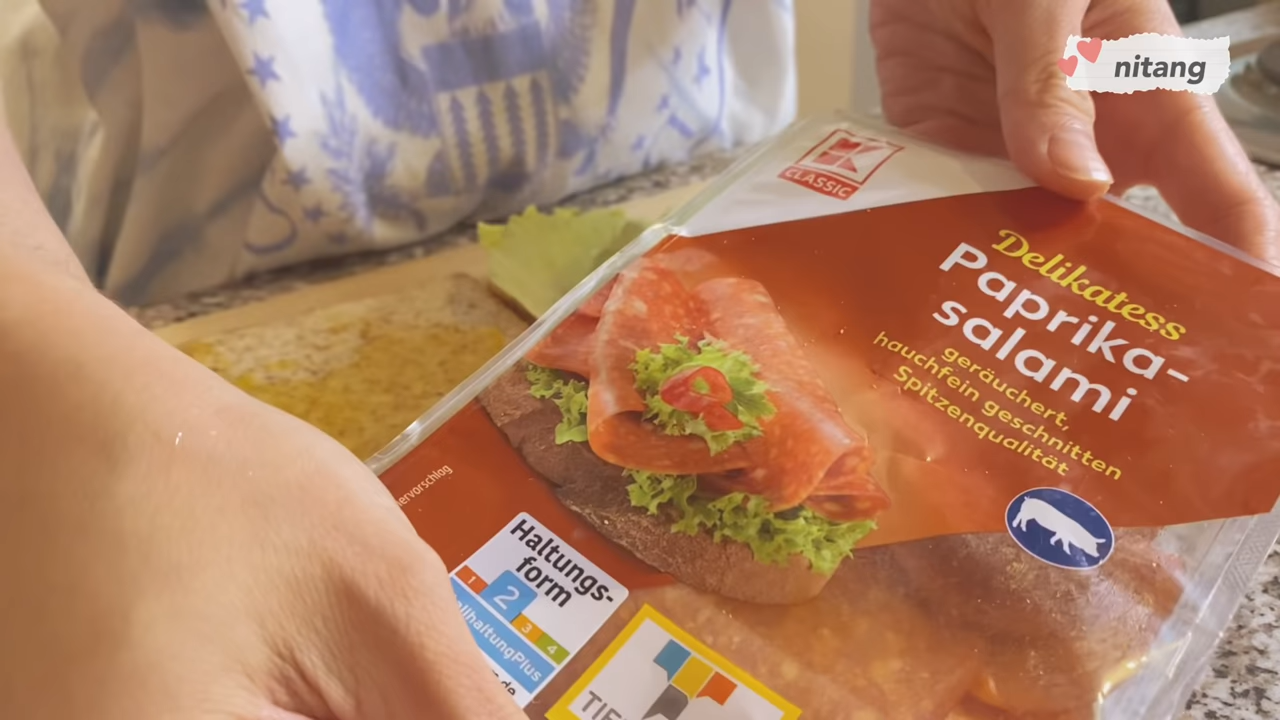 nitang
K
CLASSIC
Delikatess
Paprika-
salami
geräuchert,
hauchfein geschnitten
Spitzenqualität
Haltungs-
form
1 2 3 4